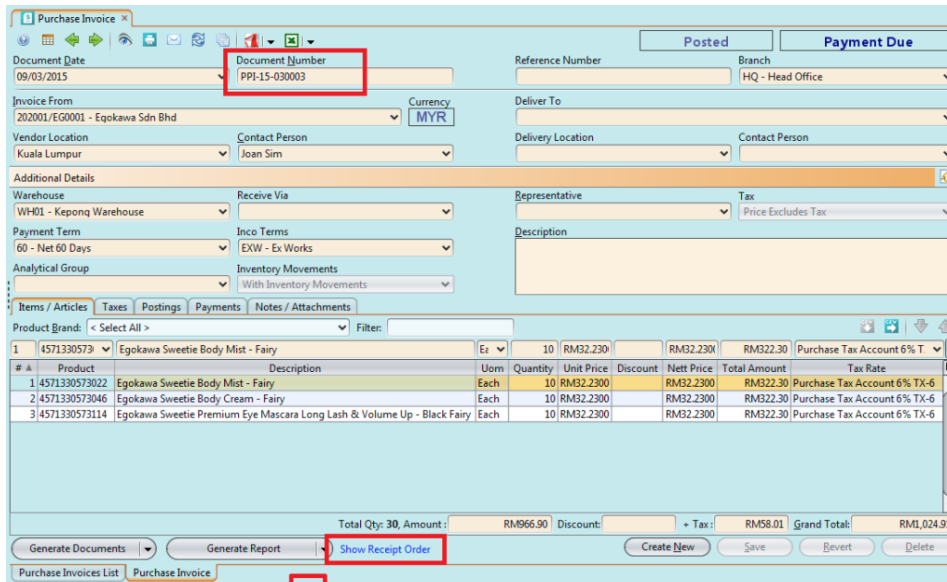 Purchase Invoice
Posted Payment Due
Document Date Document Number Reference Number Branch
09/03/2015 PPI-15-030003 HQ - Head Office
Invoice From Currency Deliver To
202001/EG0001 - Egokawa Sdn Bhd MYR
Vendor Location Contact Person Delivery Location Contact Person
Kuala Lumpur Joan Sim
Additional Details
Warehouse Receive Via Representative Tax
WH01 - Kepong Warehouse Price Excludes Tax
Payment Term Inco Terms Description
60 - Net 60 Days EXW - Ex Works
Analytical Group Inventory Movements
With Inventory Movements
Items / Articles Taxes Postings Payments Notes / Attachments
Product Brand: < Select All > Filter:
1 457133057 Egokawa Sweetie Body Mist - Fairy Ea 10 RM32.230 RM32.230 RM322.30 Purchase Tax Account 6% T
# Product Description Uom Quantity Unit Price Discount Nett Price Total Amount Tax Rate
1 4571330573022 Egokawa Sweetie Body Mist - Fairy Each 10 RM32.2300 RM32.2300 RM322.30 Purchase Tax Account 6% TX-6
2 4571330573046 Egokawa Sweetie Body Cream - Fairy Each 10 RM32.2300 RM32.2300 RM322.30 Purchase Tax Account 6% TX-6
3 4571330573114 Egokawa Sweetie Premium Eye Mascara Long Lash & Volume Up - Black Fairy Each 10 RM32.2300 RM32.2300 RM322.30 Purchase Tax Account 6% TX-6
Total Qty: 30, Amount : RM966.90 Discount: + Tax : RM58.01 Grand Total: RM1,024.9
Generate Documents Generate Report Show Receipt Order Create New Save Revert Delete
Purchase Invoices List Purchase Invoice